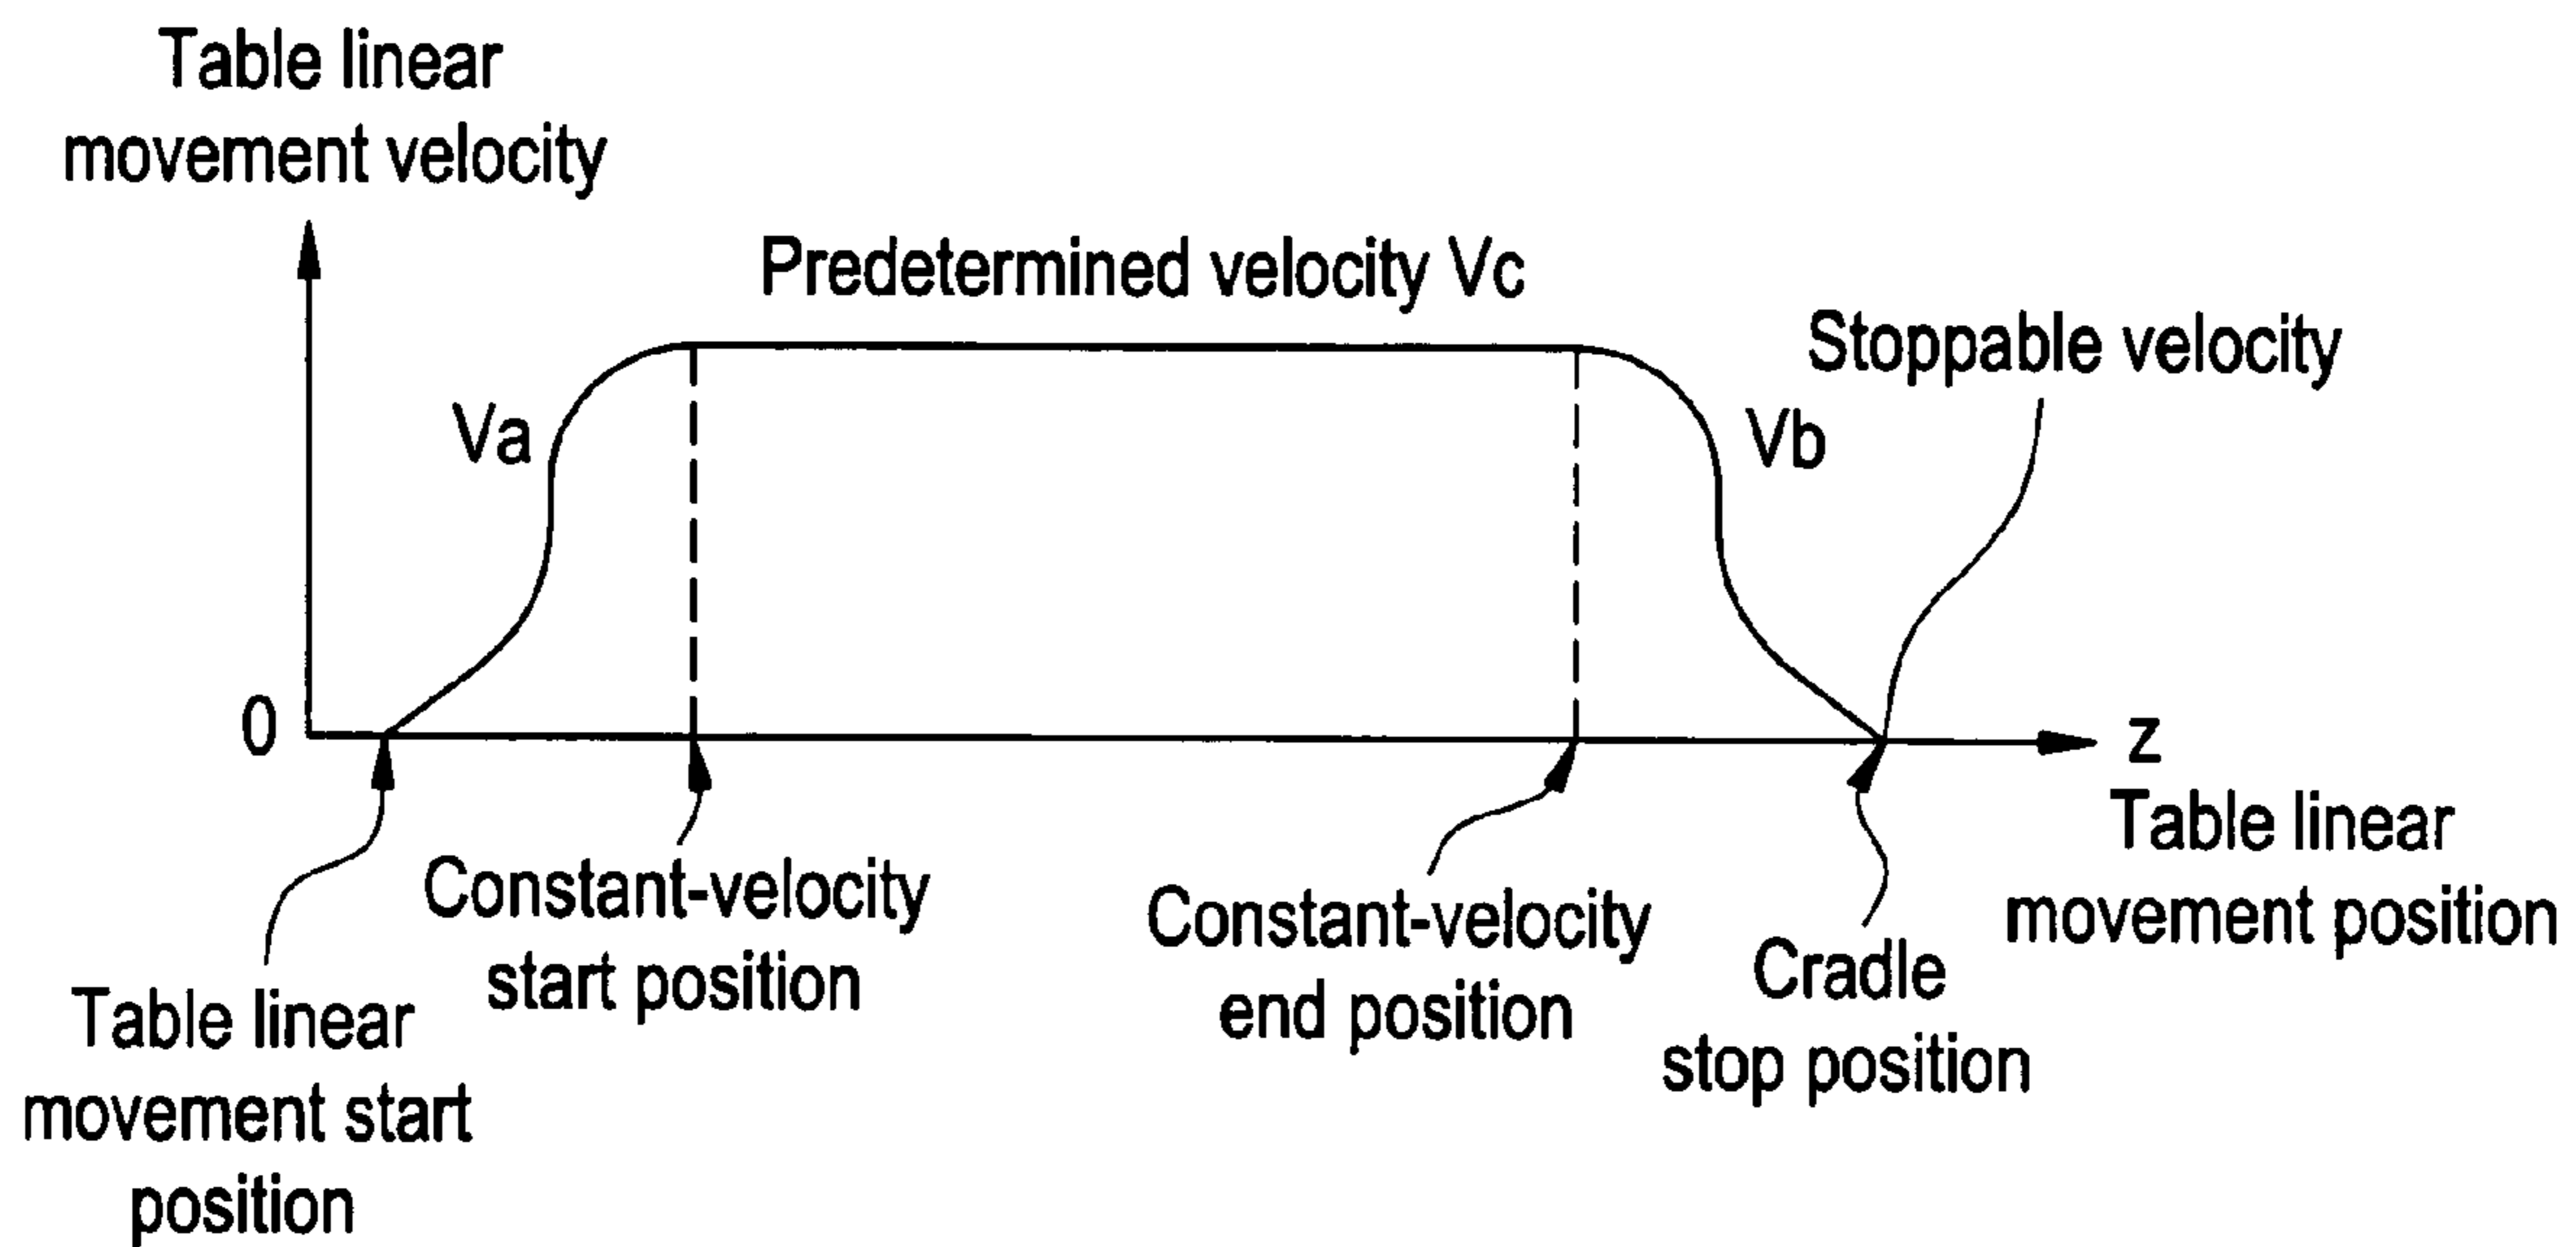 Table linear
movement velocity
Predetermined velocity Vc
Stoppable velocity
Va
Vb
0
z
Table linear
movement position
Constant-velocity
start position
Constant-velocity
end position
Cradle
stop position
Table linear
movement start
position